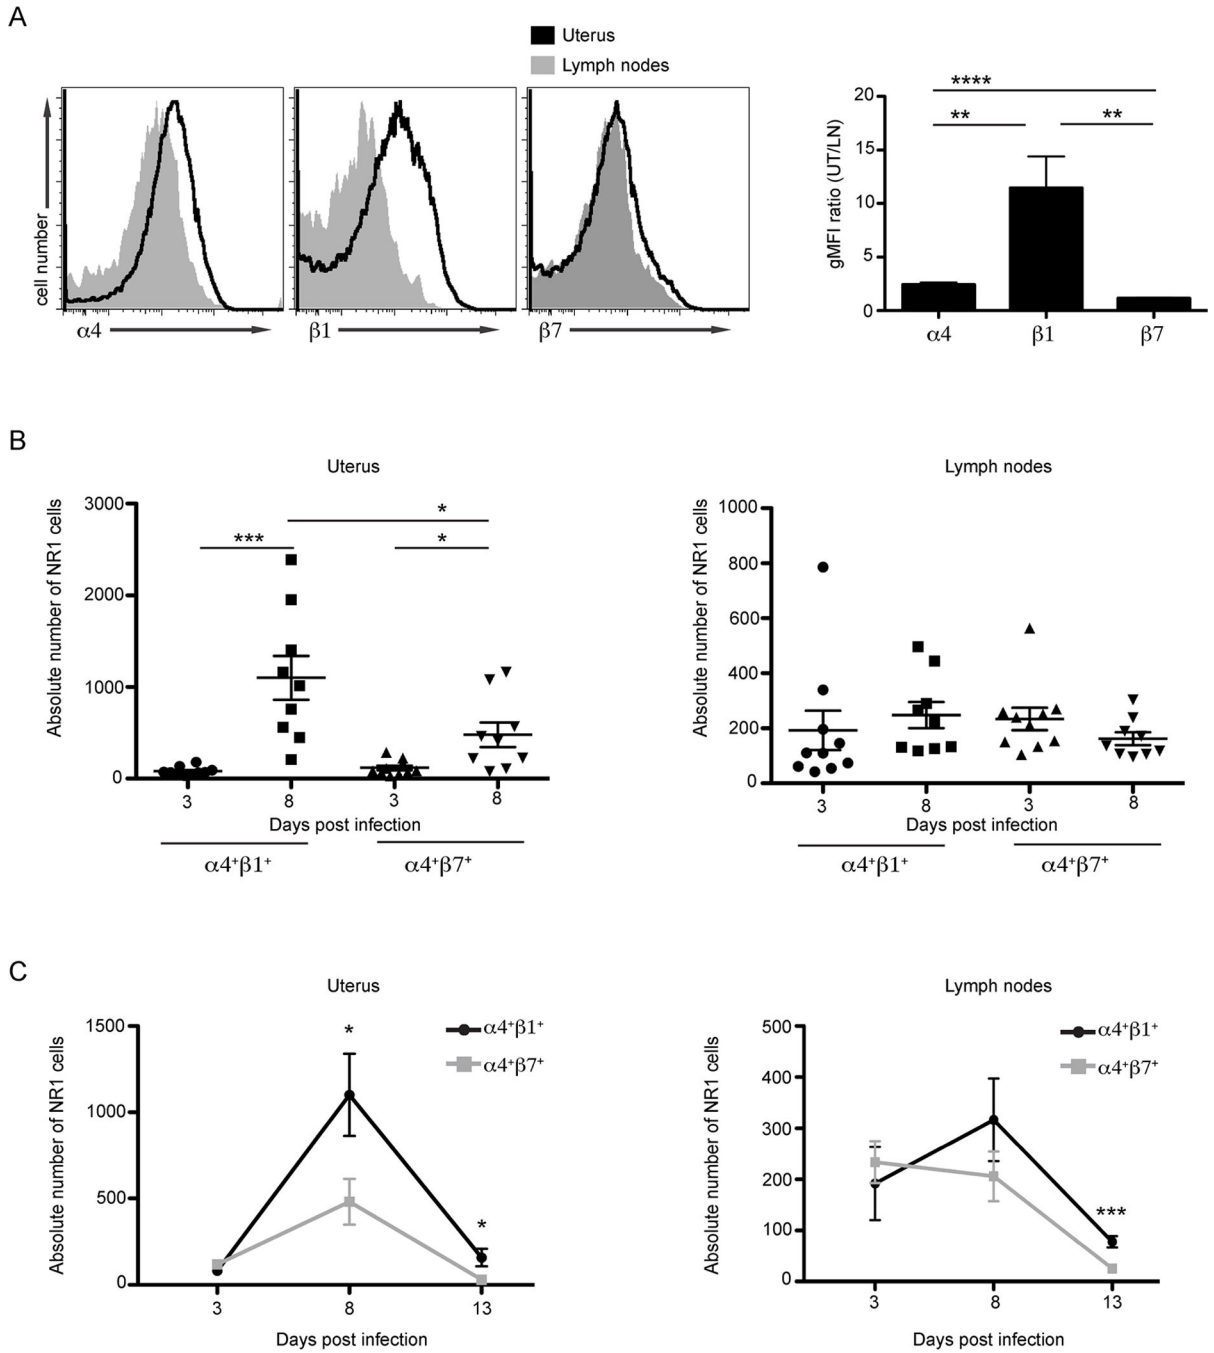 A
Uterus
Lymph nodes
cell number
α4
β1
β7
gMFI ratio (UT/LN)
20
15
10
5
0
****
** **
α4 β1 β7
B
Uterus
Absolute number of NR1 cells
3000
2000
1000
0
*
*** *
3 8 3 8
Days post infection
α4⁺β1⁺ α4⁺β7⁺
Lymph nodes
Absolute number of NR1 cells
1000
800
600
400
200
0
3 8 3 8
Days post infection
α4⁺β1⁺ α4⁺β7⁺
C
Uterus
Absolute number of NR1 cells
1500
1000
500
0
α4⁺β1⁺
α4⁺β7⁺
*
*
3 8 13
Days post infection
Lymph nodes
Absolute number of NR1 cells
500
400
300
200
100
0
α4⁺β1⁺
α4⁺β7⁺
***
3 8 13
Days post infection